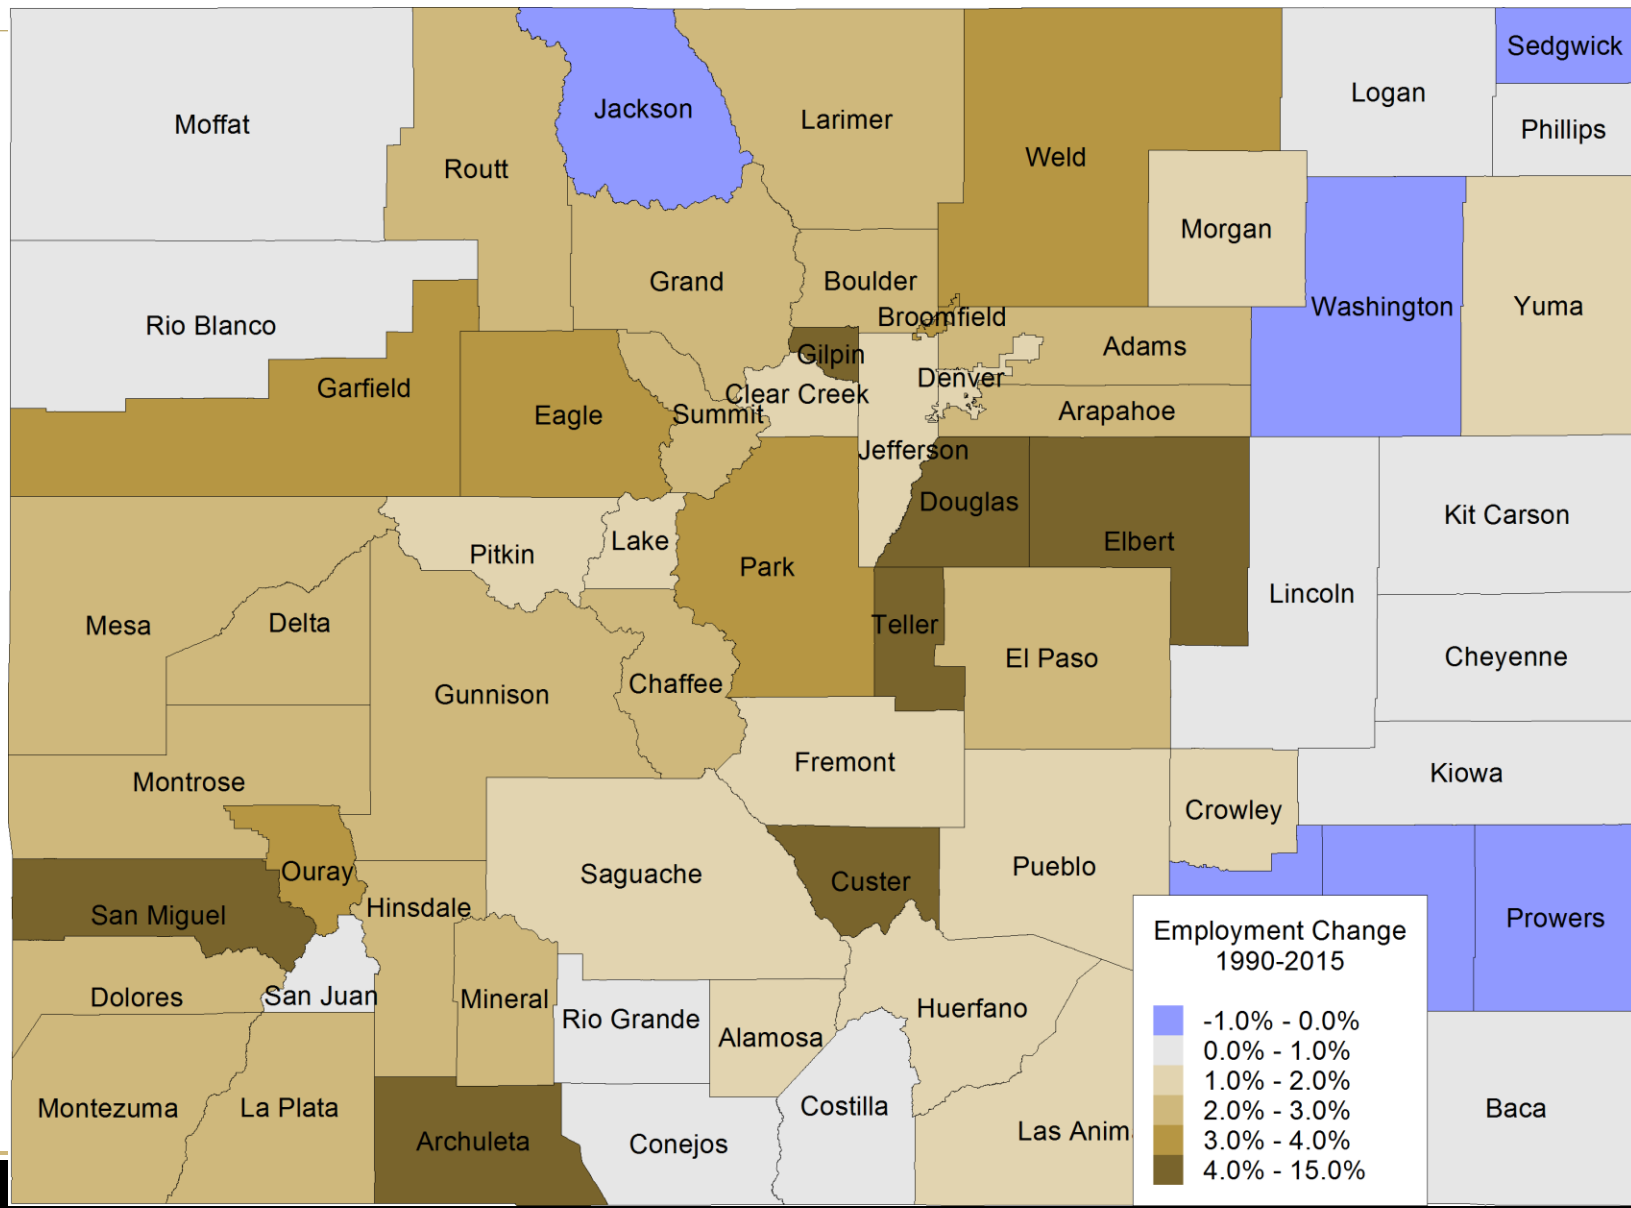 Sedgwick
Logan
Jackson
Larimer
Moffat
Phillips
Weld
Routt
Morgan
Grand
Boulder
Washington
Yuma
Broomfield
Rio Blanco
Adams
Gilpin
Denver
Garfield
Clear Creek
Eagle
Summit
Arapahoe
Jefferson
Douglas
Kit Carson
Elbert
Lake
Pitkin
Park
Lincoln
Delta
Mesa
Teller
El Paso
Cheyenne
Chaffee
Gunnison
Fremont
Kiowa
Montrose
Crowley
Pueblo
Ouray
Saguache
Custer
Hinsdale
San Miguel
Prowers
Employment Change
1990-2015
San Juan
Dolores
Mineral
Huerfano
Rio Grande
Alamosa
-1.0% - 0.0%
0.0% - 1.0%
1.0% - 2.0%
2.0% - 3.0%
3.0% - 4.0%
4.0% - 15.0%
Costilla
Montezuma
La Plata
Baca
Las Anim
Archuleta
Conejos